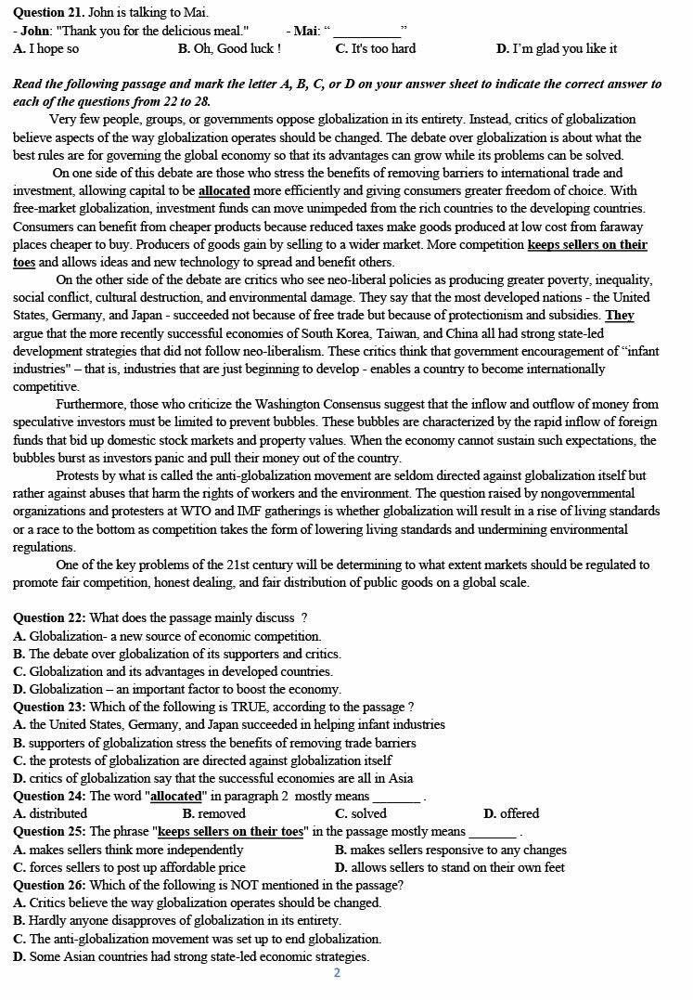 Question 21. John is talking to Mai.
- John: "Thank you for the delicious meal." - Mai: “ ___________”
A. I hope so B. Oh, Good luck ! C. It's too hard D. I’m glad you like it
Read the following passage and mark the letter A, B, C, or D on your answer sheet to indicate the correct answer to
each of the questions from 22 to 28.
Very few people, groups, or governments oppose globalization in its entirety. Instead, critics of globalization
believe aspects of the way globalization operates should be changed. The debate over globalization is about what the
best rules are for governing the global economy so that its advantages can grow while its problems can be solved.
On one side of this debate are those who stress the benefits of removing barriers to international trade and
investment, allowing capital to be allocated more efficiently and giving consumers greater freedom of choice. With
free-market globalization, investment funds can move unimpeded from the rich countries to the developing countries.
Consumers can benefit from cheaper products because reduced taxes make goods produced at low cost from faraway
places cheaper to buy. Producers of goods gain by selling to a wider market. More competition keeps sellers on their
toes and allows ideas and new technology to spread and benefit others.
On the other side of the debate are critics who see neo-liberal policies as producing greater poverty, inequality,
social conflict, cultural destruction, and environmental damage. They say that the most developed nations - the United
States, Germany, and Japan - succeeded not because of free trade but because of protectionism and subsidies. They
argue that the more recently successful economies of South Korea, Taiwan, and China all had strong state-led
development strategies that did not follow neo-liberalism. These critics think that government encouragement of “infant
industries" – that is, industries that are just beginning to develop - enables a country to become internationally
competitive.
Furthermore, those who criticize the Washington Consensus suggest that the inflow and outflow of money from
speculative investors must be limited to prevent bubbles. These bubbles are characterized by the rapid inflow of foreign
funds that bid up domestic stock markets and property values. When the economy cannot sustain such expectations, the
bubbles burst as investors panic and pull their money out of the country.
Protests by what is called the anti-globalization movement are seldom directed against globalization itself but
rather against abuses that harm the rights of workers and the environment. The question raised by nongovernmental
organizations and protesters at WTO and IMF gatherings is whether globalization will result in a rise of living standards
or a race to the bottom as competition takes the form of lowering living standards and undermining environmental
regulations.
One of the key problems of the 21st century will be determining to what extent markets should be regulated to
promote fair competition, honest dealing, and fair distribution of public goods on a global scale.
Question 22: What does the passage mainly discuss ?
A. Globalization- a new source of economic competition.
B. The debate over globalization of its supporters and critics.
C. Globalization and its advantages in developed countries.
D. Globalization – an important factor to boost the economy.
Question 23: Which of the following is TRUE, according to the passage ?
A. the United States, Germany, and Japan succeeded in helping infant industries
B. supporters of globalization stress the benefits of removing trade barriers
C. the protests of globalization are directed against globalization itself
D. critics of globalization say that the successful economies are all in Asia
Question 24: The word "allocated" in paragraph 2 mostly means _______ .
A. distributed B. removed C. solved D. offered
Question 25: The phrase "keeps sellers on their toes" in the passage mostly means _______ .
A. makes sellers think more independently B. makes sellers responsive to any changes
C. forces sellers to post up affordable price D. allows sellers to stand on their own feet
Question 26: Which of the following is NOT mentioned in the passage?
A. Critics believe the way globalization operates should be changed.
B. Hardly anyone disapproves of globalization in its entirety.
C. The anti-globalization movement was set up to end globalization.
D. Some Asian countries had strong state-led economic strategies.
2